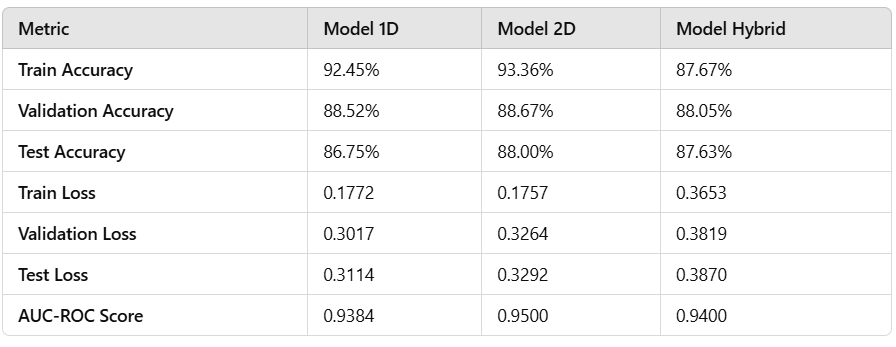 Metric Model 1D Model 2D Model Hybrid
Train Accuracy 92.45% 93.36% 87.67%
Validation Accuracy 88.52% 88.67% 88.05%
Test Accuracy 86.75% 88.00% 87.63%
Train Loss 0.1772 0.1757 0.3653
Validation Loss 0.3017 0.3264 0.3819
Test Loss 0.3114 0.3292 0.3870
AUC-ROC Score 0.9384 0.9500 0.9400